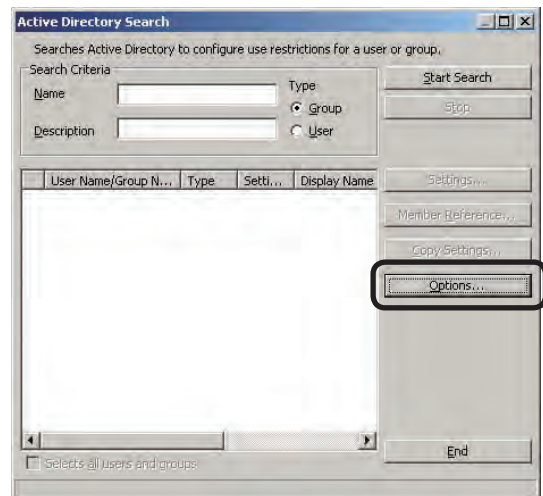 Active Directory Search
Searches Active Directory to configure use restrictions for a user or group.
Search Criteria
Name
Description
Type
Group
User
Start Search
Stop
User Name/Group N... Type Setti... Display Name
Settings...
Member Reference...
Copy Settings...
Options...
End
Selects all users and groups